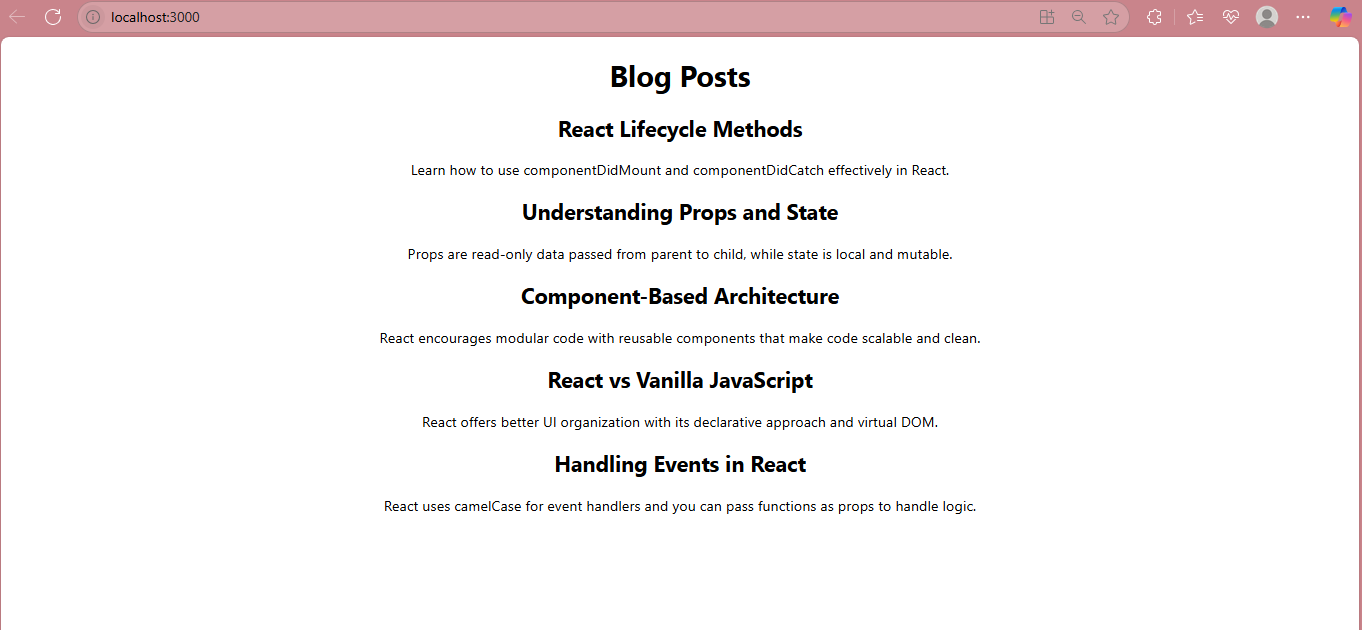 localhost:3000
Blog Posts
React Lifecycle Methods
Learn how to use componentDidMount and componentDidCatch effectively in React.
Understanding Props and State
Props are read-only data passed from parent to child, while state is local and mutable.
Component-Based Architecture
React encourages modular code with reusable components that make code scalable and clean.
React vs Vanilla JavaScript
React offers better UI organization with its declarative approach and virtual DOM.
Handling Events in React
React uses camelCase for event handlers and you can pass functions as props to handle logic.